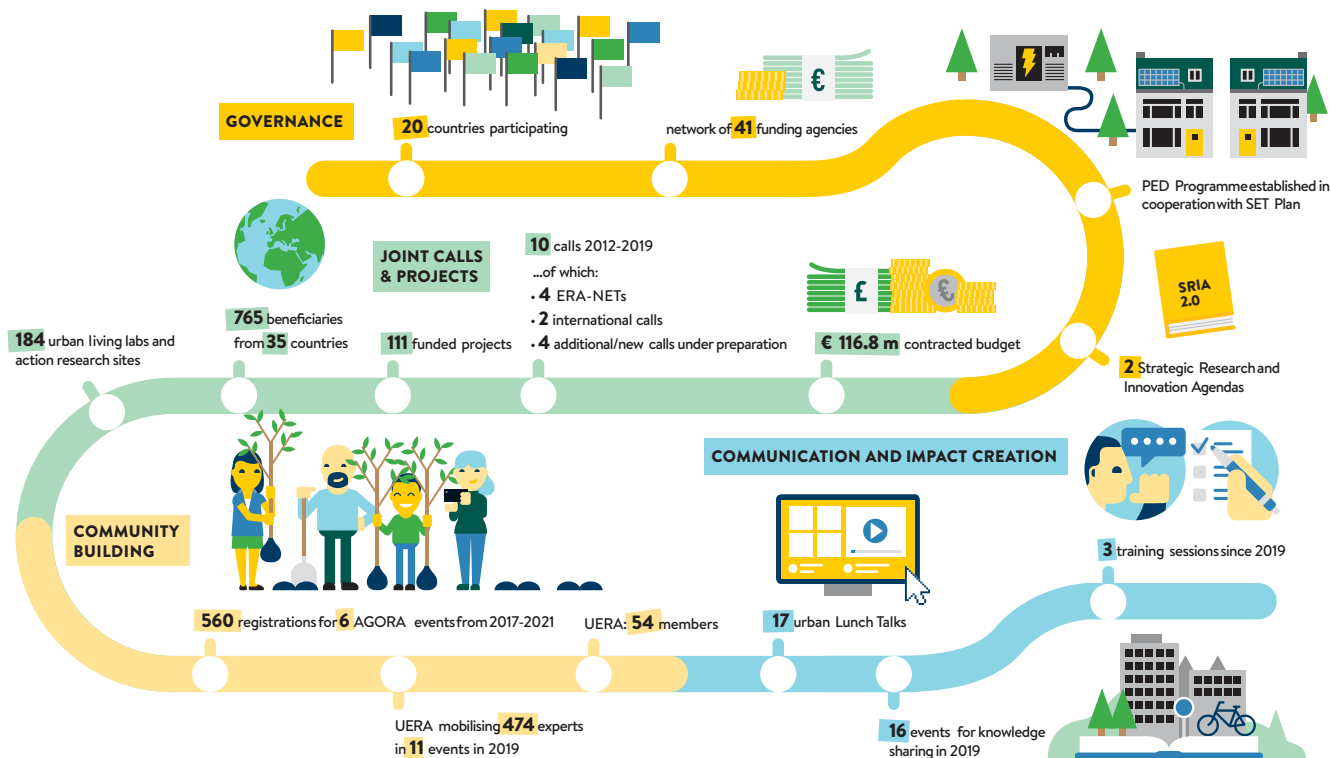 GOVERNANCE
20 countries participating
network of 41 funding agencies
€
PED Programme established in
cooperation with SET Plan
SRIA
2.0
2 Strategic Research and
Innovation Agendas
JOINT CALLS
& PROJECTS
10 calls 2012-2019
...of which:
· 4 ERA-NETs
· 2 international calls
· 4 additional/new calls under preparation
£
€
€ 116.8 m contracted budget
111 funded projects
765 beneficiaries
from 35 countries
184 urban living labs and
action research sites
COMMUNITY
BUILDING
560 registrations for 6 AGORA events from 2017-2021
UERA mobilising 474 experts
in 11 events in 2019
UERA: 54 members
COMMUNICATION AND IMPACT CREATION
17 urban Lunch Talks
16 events for knowledge
sharing in 2019
3 training sessions since 2019